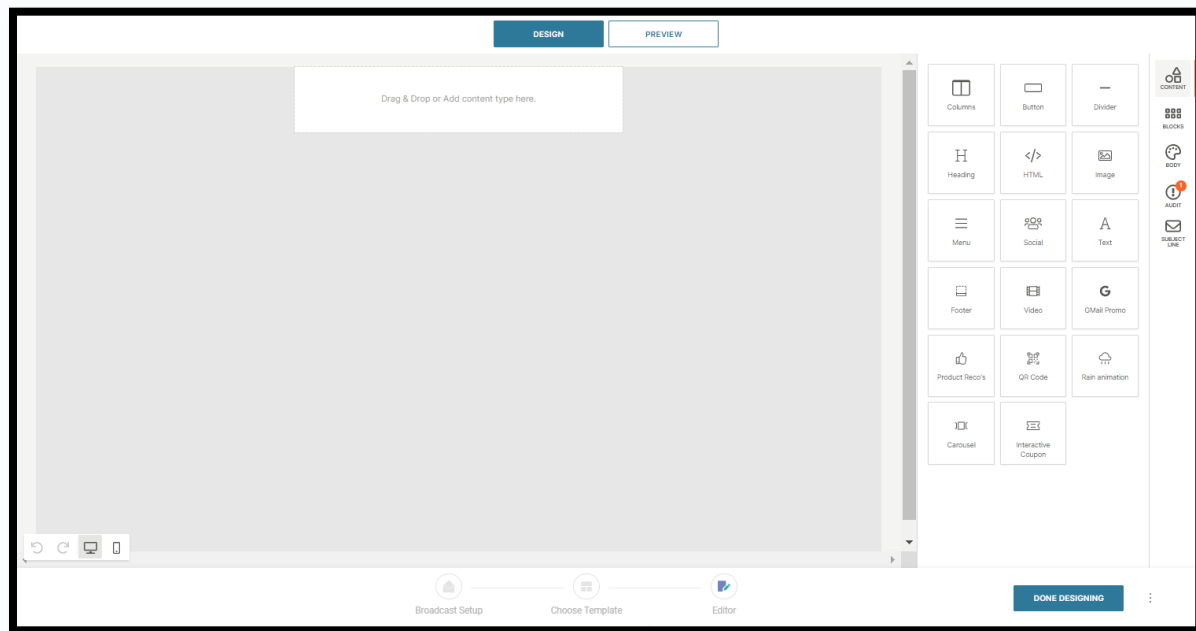 DESIGN
PREVIEW
Drag & Drop or Add content type here.
Columns
Button
Divider
Heading
HTML
Image
Menu
Social
Text
Footer
Video
GMail Promo
Product Reco's
QR Code
Rain animation
Carousel
Interactive
Coupon
CONTENT
BLOCKS
BODY
1
AUDIT
SUBJECT
LINE
Broadcast Setup
Choose Template
Editor
DONE DESIGNING